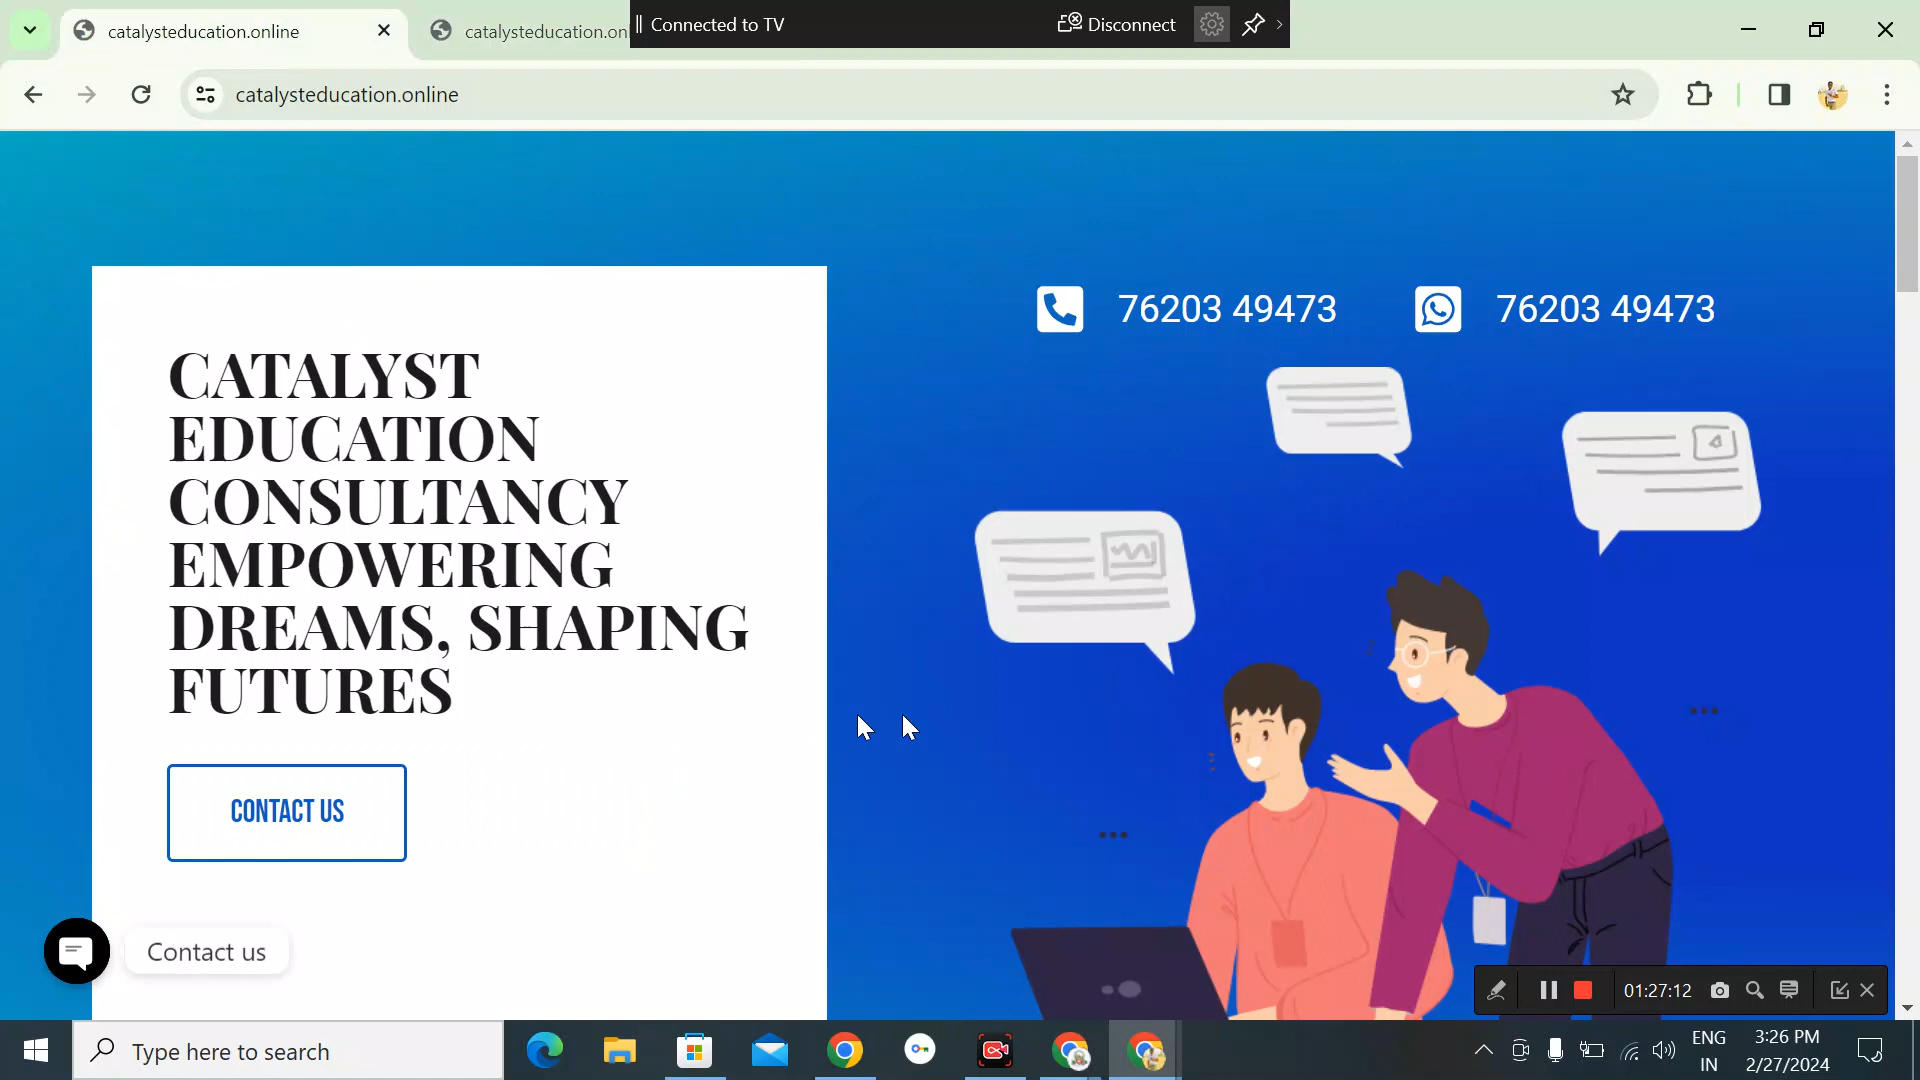 catalysteducation.online
catalysteducation.onl
Connected to TV
Disconnect
catalysteducation.online
76203 49473
76203 49473
CATALYST
EDUCATION
CONSULTANCY
EMPOWERING
DREAMS, SHAPING
FUTURES
CONTACT US
Contact us
01:27:12
Type here to search
ENG
IN
3:26 PM
2/27/2024